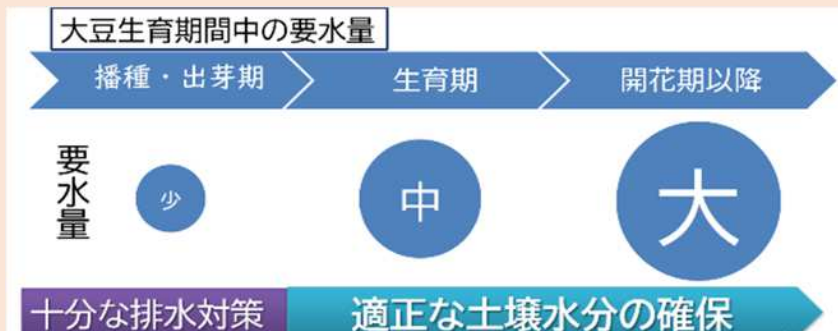 大豆生育期間中の要水量
播種・出芽期
生育期
開花期以降
要水量
少
中
大
十分な排水対策
適正な土壌水分の確保